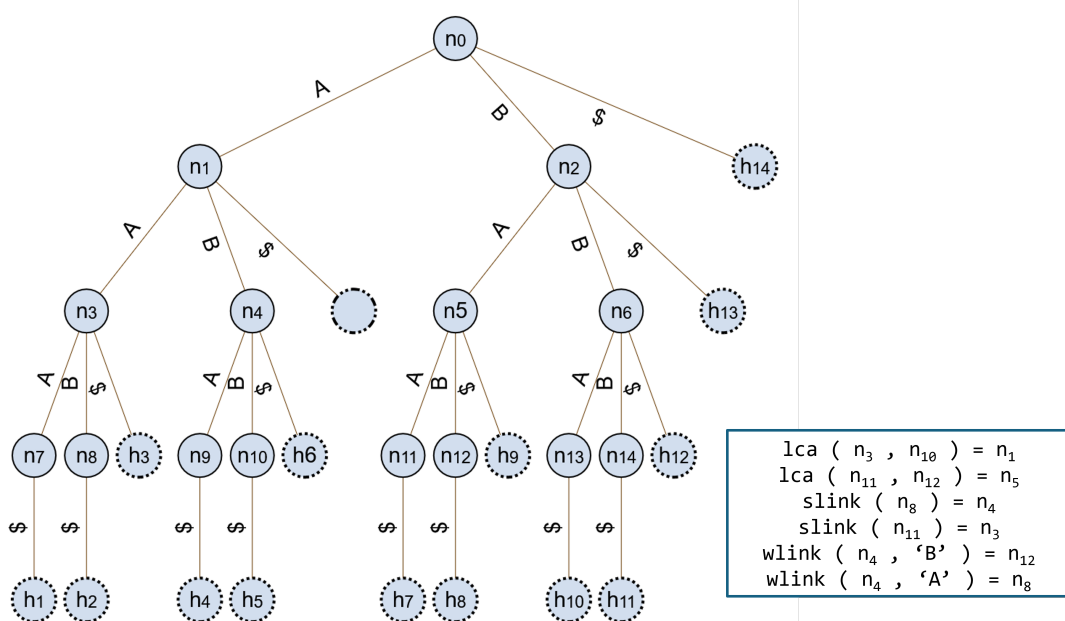 n0
A
B
$
n1
n2
h14
A
B
$
A
B
$
n3
n4
n5
n6
h13
A
B
$
A
B
$
A
B
$
A
B
$
n7
n8
h3
n9
n10
h6
n11
n12
h9
n13
n14
h12
$
$
$
$
$
$
$
$
h1
h2
h4
h5
h7
h8
h10
h11
lca ( n3 , n10 ) = n1
lca ( n11 , n12 ) = n5
slink ( n8 ) = n4
slink ( n11 ) = n3
wlink ( n4 , ‘B’ ) = n12
wlink ( n4 , ‘A’ ) = n8